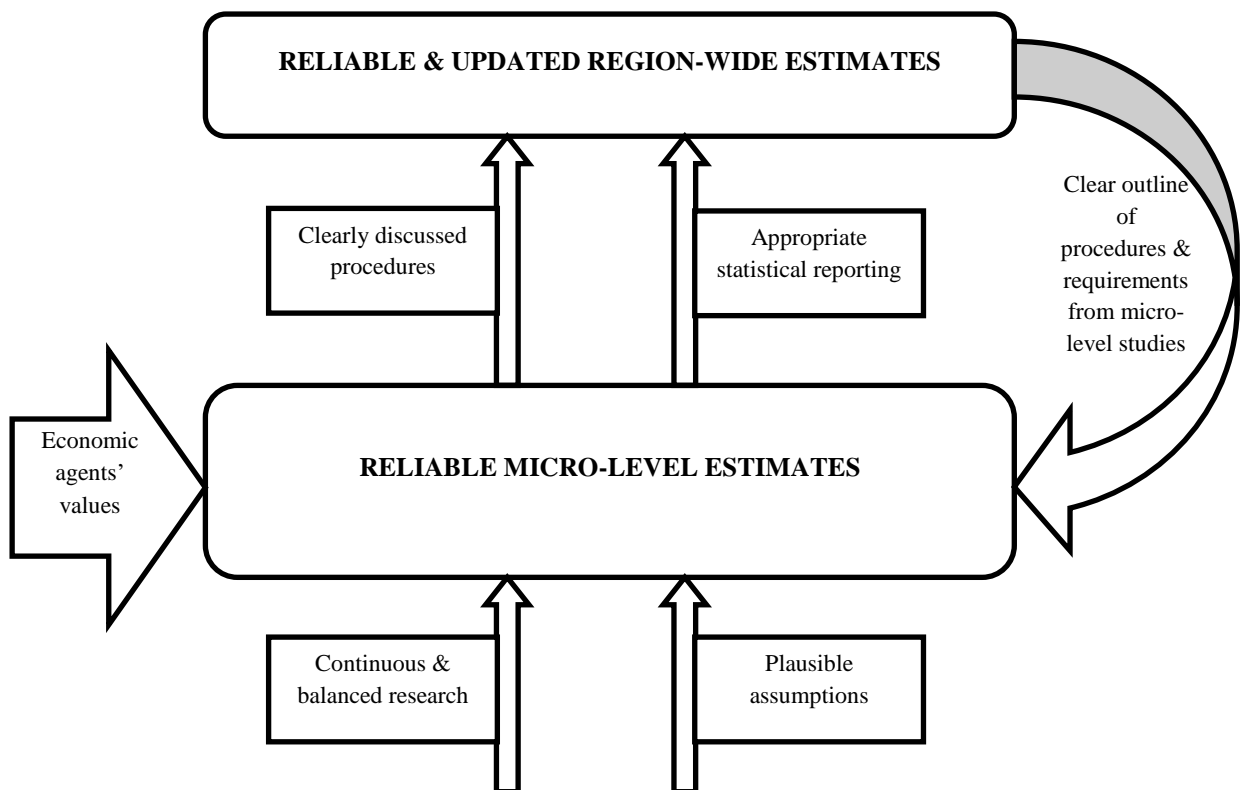 RELIABLE & UPDATED REGION-WIDE ESTIMATES
Clearly discussed
procedures
Appropriate
statistical reporting
Clear outline
of
procedures &
requirements
from micro-
level studies
Economic
agents’
values
RELIABLE MICRO-LEVEL ESTIMATES
Continuous &
balanced research
Plausible
assumptions